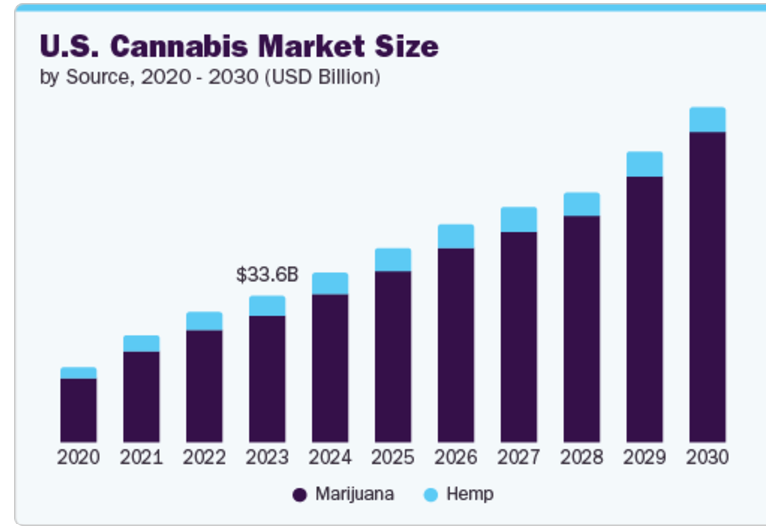 U.S. Cannabis Market Size
by Source, 2020 - 2030 (USD Billion)
$33.6B
2020 2021 2022 2023 2024 2025 2026 2027 2028 2029 2030
Marijuana Hemp